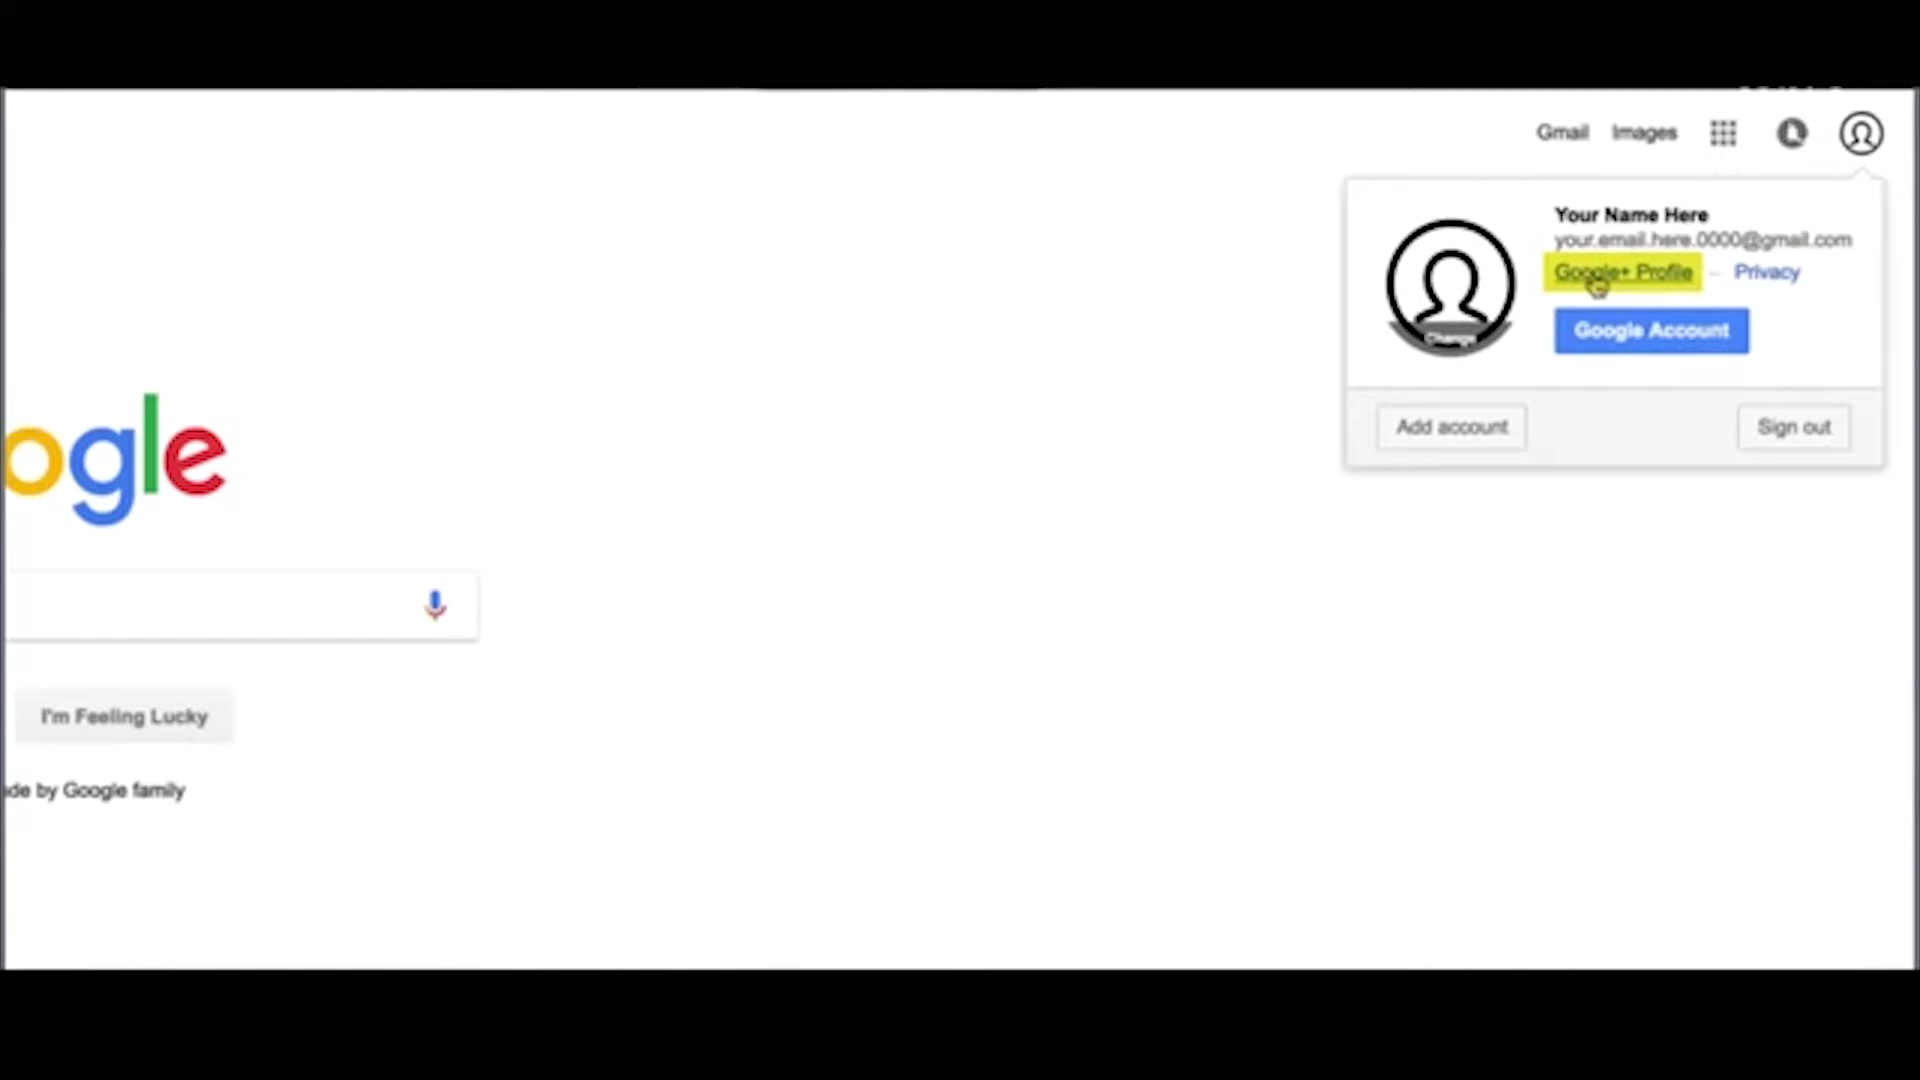 Gmail Images
Your Name Here
your.email.here.0000@gmail.com
Google+ Profile – Privacy
Change
Google Account
Add account Sign out
ogle
I'm Feeling Lucky
de by Google family